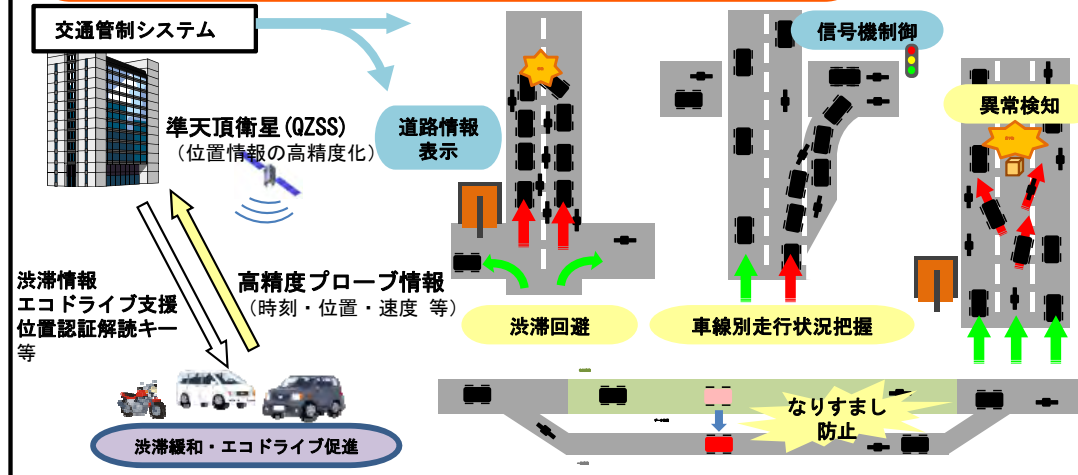 交通管制システム
準天頂衛星(QZSS)
(位置情報の高精度化)
道路情報
表示
信号機制御
異常検知
渋滞情報
エコドライブ支援
位置認証解読キー
等
高精度プローブ情報
(時刻・位置・速度 等)
渋滞回避
車線別走行状況把握
なりすまし
防止
渋滞緩和・エコドライブ促進